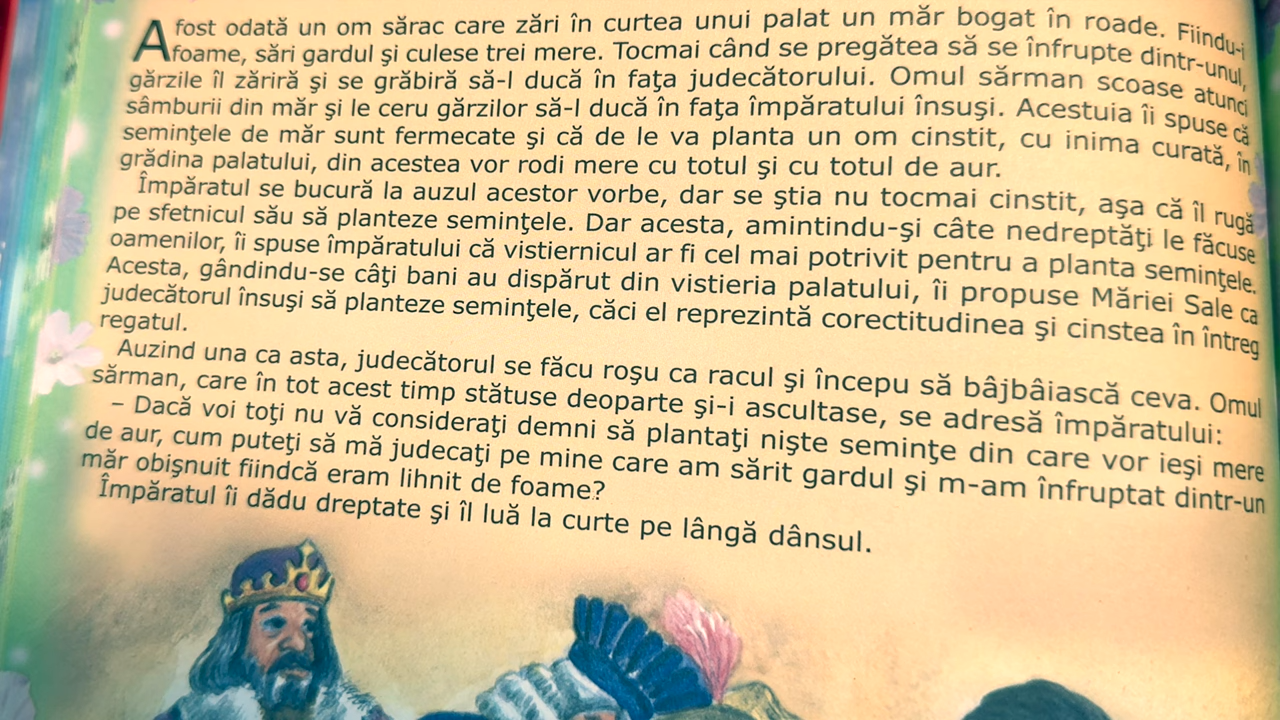 A fost odată un om sărac care zări în curtea unui palat un măr bogat în roade. Fiindu-i
foame, sări gardul şi culese trei mere. Tocmai când se pregătea să se înfrupte dintr-unul,
gărzile îl zăriră şi se grăbiră să-l ducă în faţa judecătorului. Omul sărman scoase atunci
sâmburii din măr şi le ceru gărzilor să-l ducă în faţa împăratului însuşi. Acestuia îi spuse că
seminţele de măr sunt fermecate şi că de le va planta un om cinstit, cu inima curată, în
grădina palatului, din acestea vor rodi mere cu totul şi cu totul de aur.
Împăratul se bucură la auzul acestor vorbe, dar se ştia nu tocmai cinstit, aşa că îl rugă
pe sfetnicul său să planteze seminţele. Dar acesta, amintindu-şi câte nedreptăţi le făcuse
oamenilor, îi spuse împăratului că vistiernicul ar fi cel mai potrivit pentru a planta seminţele.
Acesta, gândindu-se câţi bani au dispărut din vistieria palatului, îi propuse Măriei Sale ca
judecătorul însuşi să planteze seminţele, căci el reprezintă corectitudinea şi cinstea în întreg
regatul.
Auzind una ca asta, judecătorul se făcu roşu ca racul şi începu să bâjbâiască ceva. Omul
sărman, care în tot acest timp stătuse deoparte şi-i ascultase, se adresă împăratului:
– Dacă voi toţi nu vă consideraţi demni să plantaţi nişte seminţe din care vor ieşi mere
de aur, cum puteţi să mă judecaţi pe mine care am sărit gardul şi m-am înfruptat dintr-un
măr obişnuit fiindcă eram lihnit de foame?
Împăratul îi dădu dreptate şi îl luă la curte pe lângă dânsul.